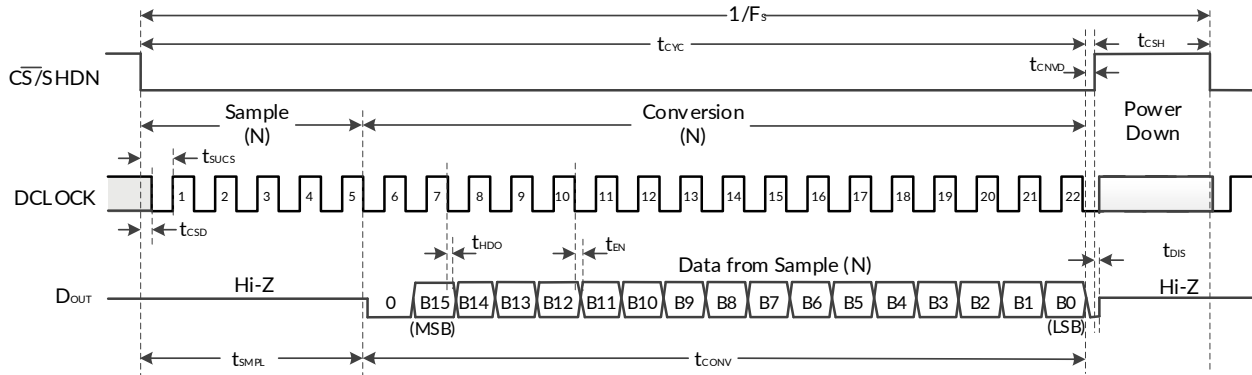 1/Fs
tCYC
tCSH
tCNVD
CS/SHDN
Sample
(N)
Conversion
(N)
Power
Down
tSUCS
DCLOCK
1 2 3 4 5 6 7 8 9 10 11 12 13 14 15 16 17 18 19 20 21 22
tCSD
tHDO
tEN
tDIS
Data from Sample (N)
Hi-Z
Hi-Z
DOUT
0 B15 B14 B13 B12 B11 B10 B9 B8 B7 B6 B5 B4 B3 B2 B1 B0
(MSB)
(LSB)
tSMPL
tCONV